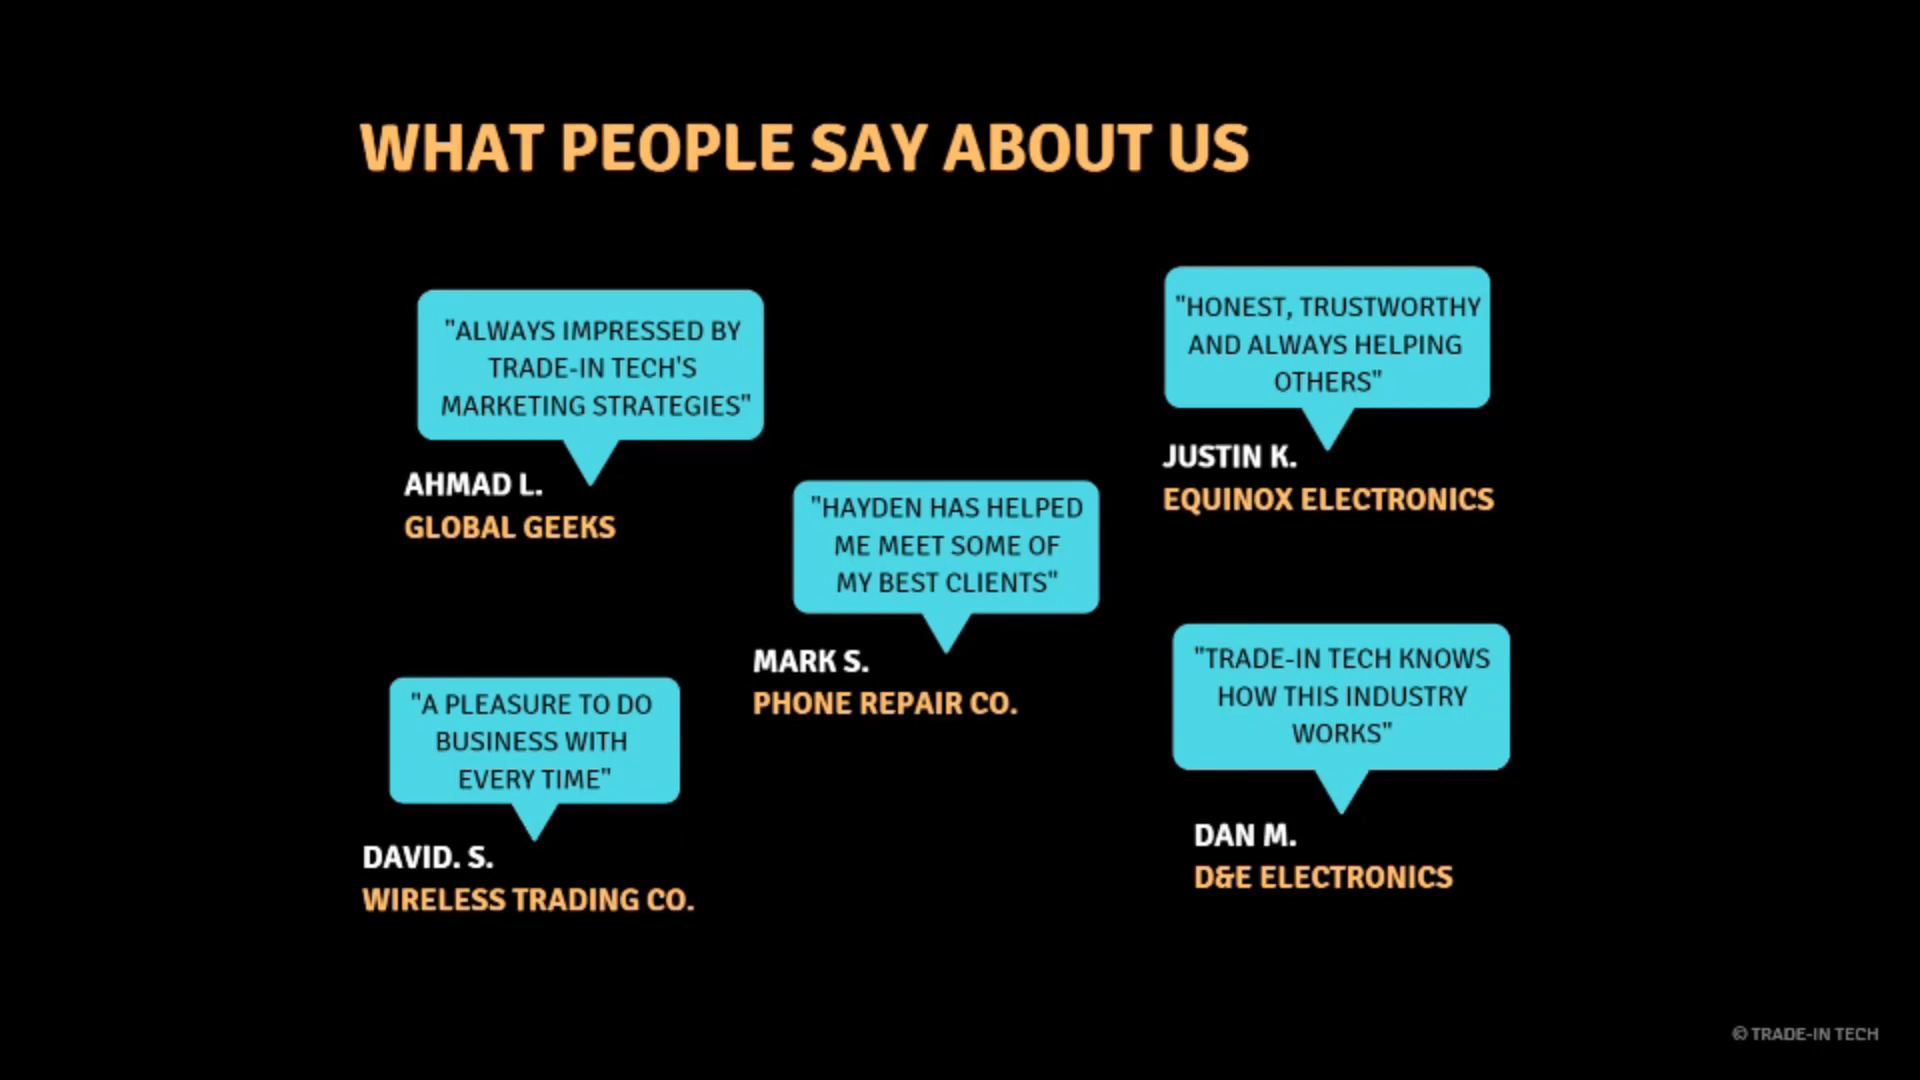 WHAT PEOPLE SAY ABOUT US
"ALWAYS IMPRESSED BY
TRADE-IN TECH'S
MARKETING STRATEGIES"
AHMAD L.
GLOBAL GEEKS
"HONEST, TRUSTWORTHY
AND ALWAYS HELPING
OTHERS"
JUSTIN K.
EQUINOX ELECTRONICS
"HAYDEN HAS HELPED
ME MEET SOME OF
MY BEST CLIENTS"
MARK S.
PHONE REPAIR CO.
"A PLEASURE TO DO
BUSINESS WITH
EVERY TIME"
DAVID. S.
WIRELESS TRADING CO.
"TRADE-IN TECH KNOWS
HOW THIS INDUSTRY
WORKS"
DAN M.
D&E ELECTRONICS
© TRADE-IN TECH